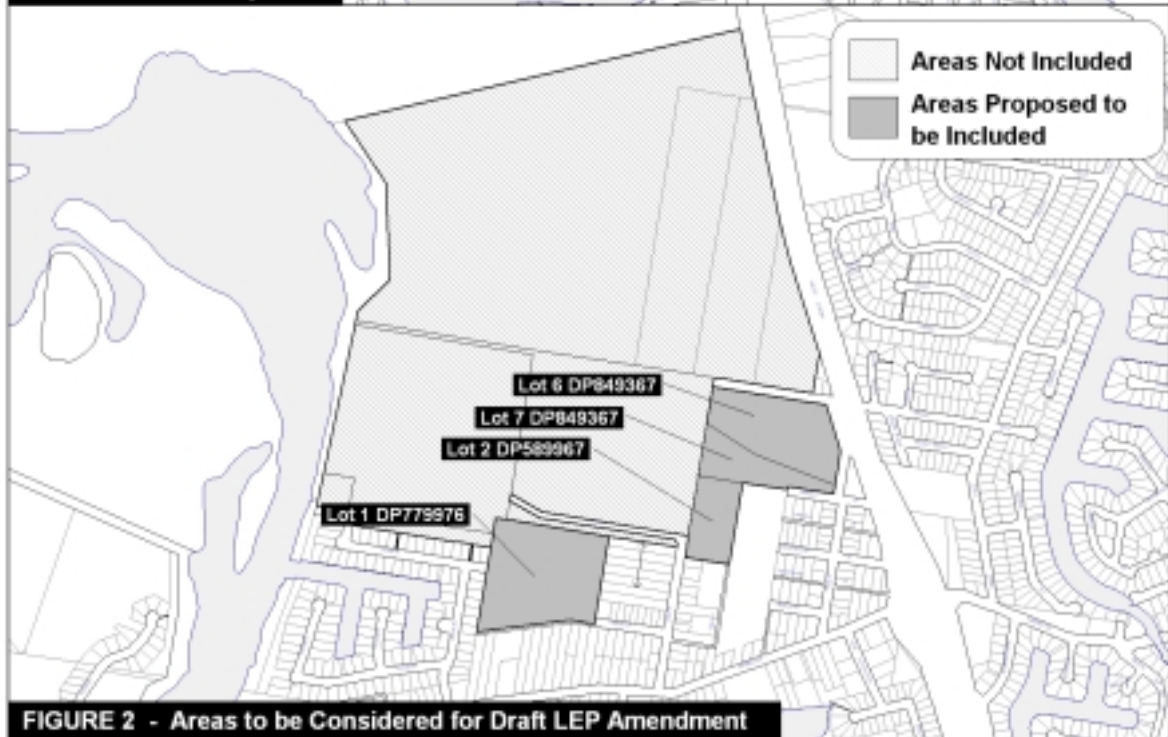 Areas Not Included
Areas Proposed to
be Included
Lot 6 DP849367
Lot 7 DP849367
Lot 2 DP589967
Lot 1 DP779976
FIGURE 2 - Areas to be Considered for Draft LEP Amendment